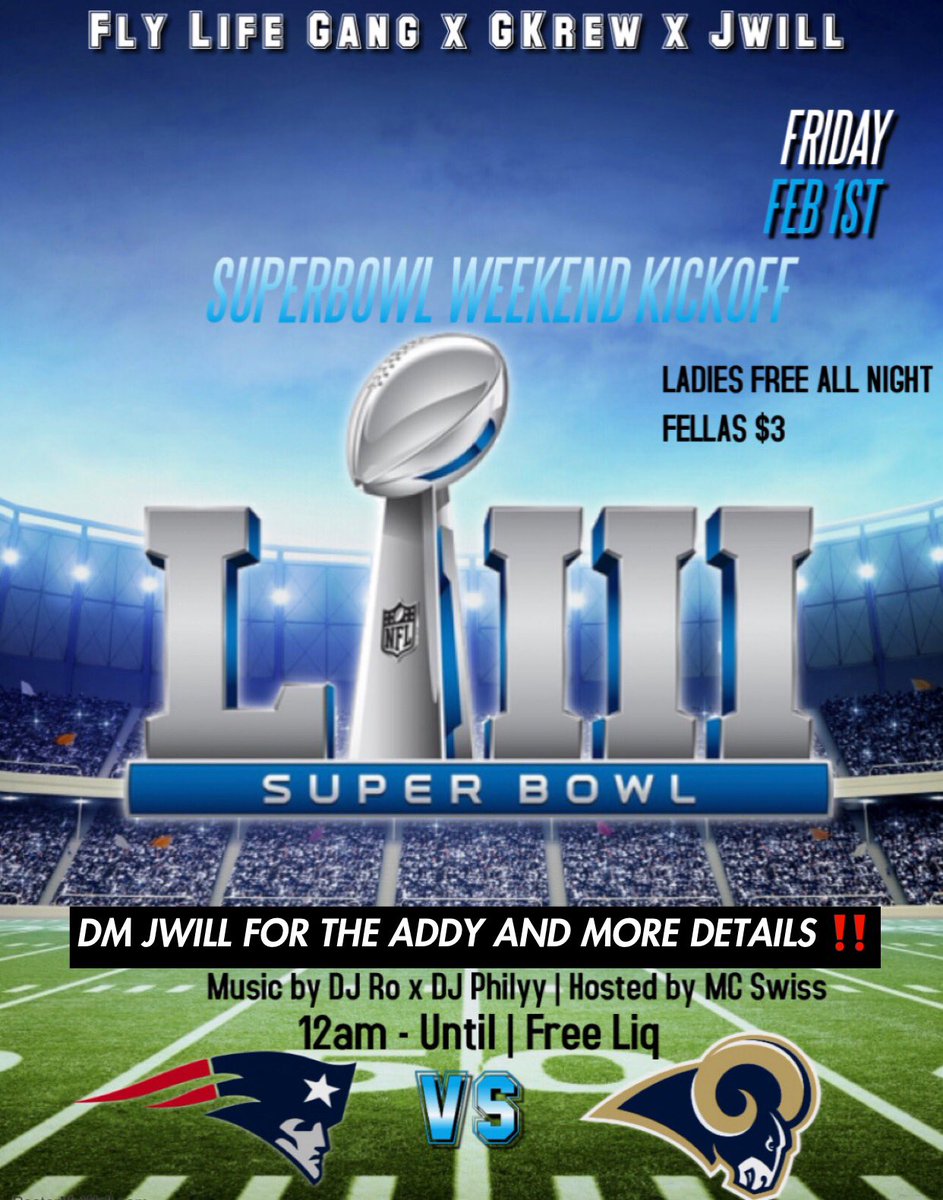 FLY LIFE GANG X GKREW X JWILL
FRIDAY
FEB 1ST
SUPERBOWL WEEKEND KICKOFF
LADIES FREE ALL NIGHT
FELLAS $3
LIII
NFL
SUPER BOWL
DM JWILL FOR THE ADDY AND MORE DETAILS ‼️
Music by DJ Ro x DJ Philyy | Hosted by MC Swiss
12am - Until | Free Liq
50
VS